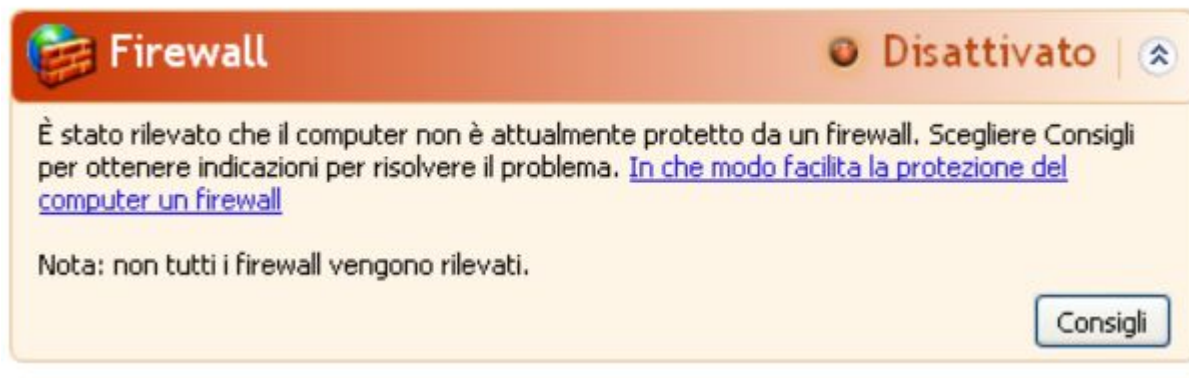 Firewall
Disattivato
È stato rilevato che il computer non è attualmente protetto da un firewall. Scegliere Consigli
per ottenere indicazioni per risolvere il problema. In che modo facilita la protezione del
computer un firewall
Nota: non tutti i firewall vengono rilevati.
Consigli